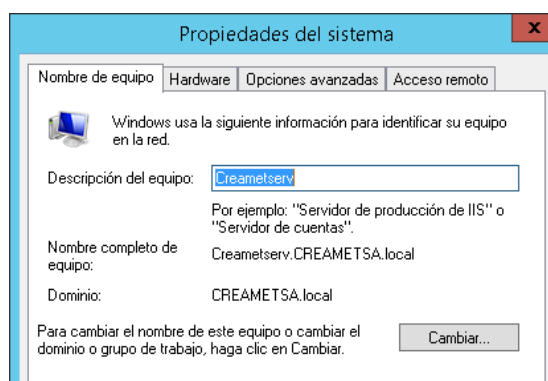 Propiedades del sistema
x
Nombre de equipo Hardware Opciones avanzadas Acceso remoto
Windows usa la siguiente información para identificar su equipo
en la red.
Descripción del equipo: Creametserv
Por ejemplo: "Servidor de producción de IIS" o
"Servidor de cuentas".
Nombre completo de
equipo:
Creametserv.CREAMETSA.local
Dominio: CREAMETSA.local
Para cambiar el nombre de este equipo o cambiar el
dominio o grupo de trabajo, haga clic en Cambiar.
Cambiar...